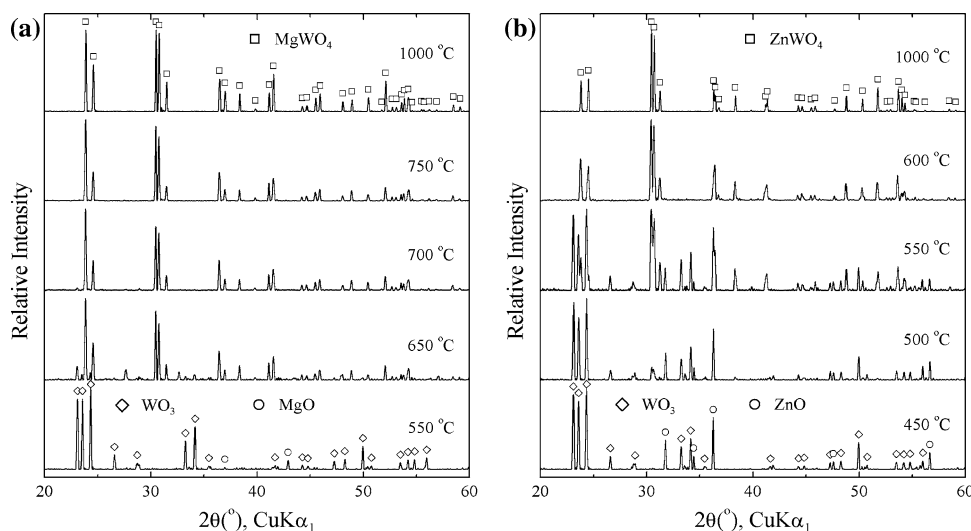 (a)
□ MgWO₄
1000 °C
750 °C
700 °C
650 °C
◇ WO₃ ○ MgO
550 °C
Relative Intensity
20 30 40 50 60
2θ(°), CuKα₁
(b)
□ ZnWO₄
1000 °C
600 °C
550 °C
500 °C
◇ WO₃ ○ ZnO
450 °C
Relative Intensity
20 30 40 50 60
2θ(°), CuKα₁